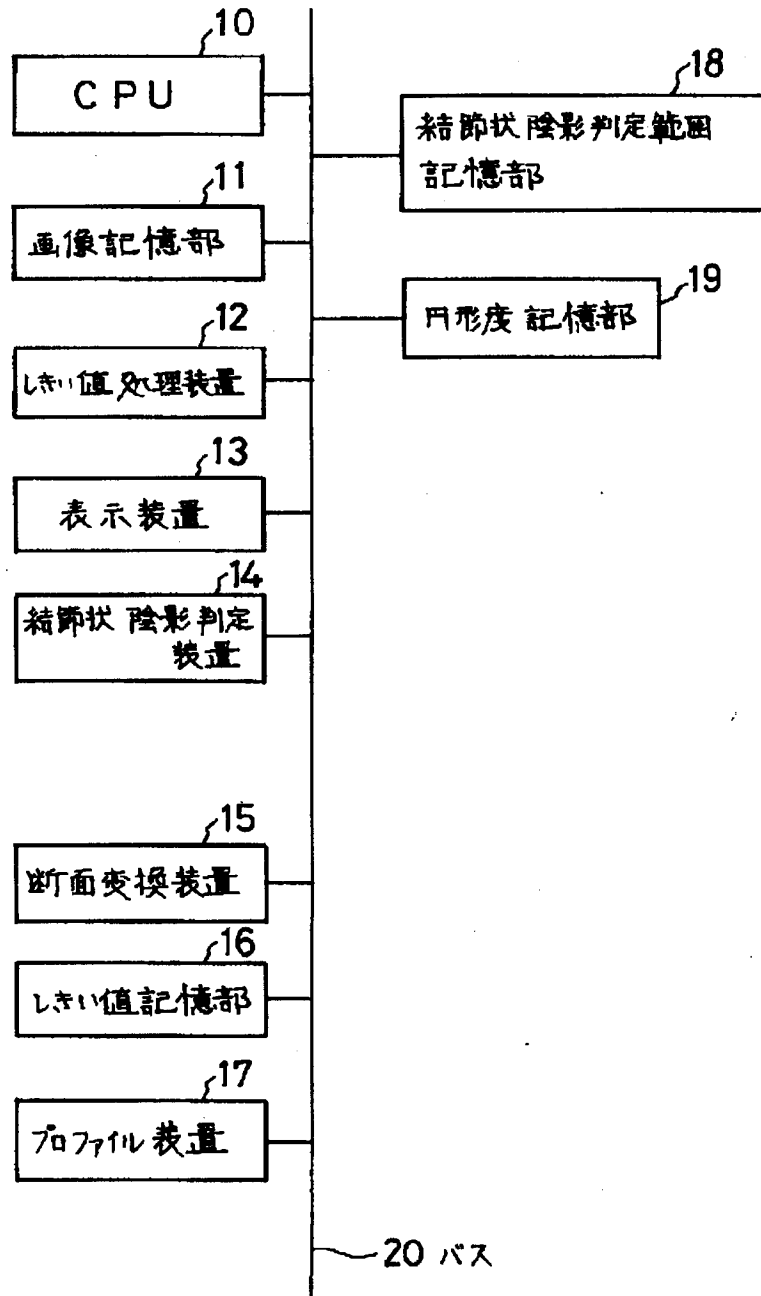 10
CPU
11
画像記憶部
12
しきい値処理装置
13
表示装置
14
結節状陰影判定
装置
15
断面変換装置
16
しきい値記憶部
17
プロファイル装置
18
結節状陰影判定範囲
記憶部
19
円形度記憶部
20 バス